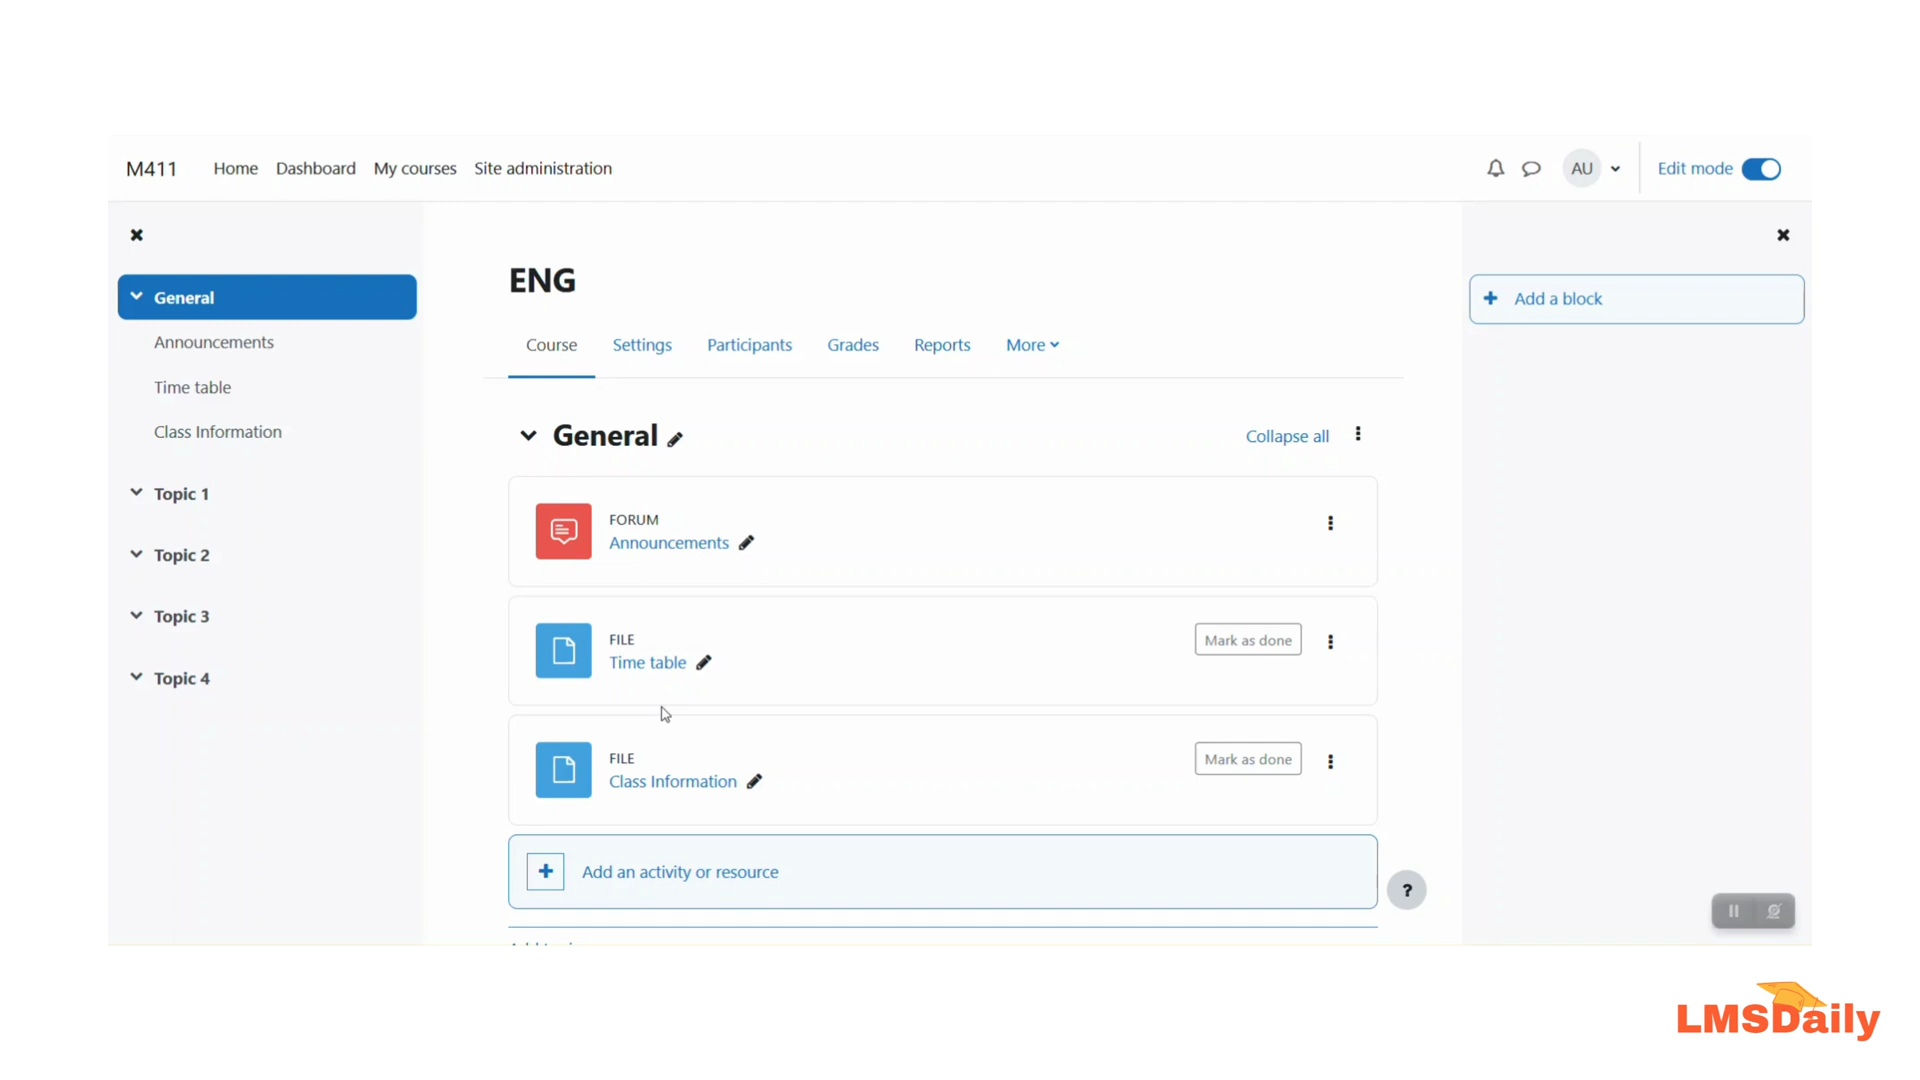 M411 Home Dashboard My courses Site administration AU Edit mode
General
Announcements
Time table
Class Information
Topic 1
Topic 2
Topic 3
Topic 4
ENG
Course Settings Participants Grades Reports More
General
Collapse all
FORUM
Announcements
FILE
Time table
Mark as done
FILE
Class Information
Mark as done
Add an activity or resource
?
Add a block
LMSDaily